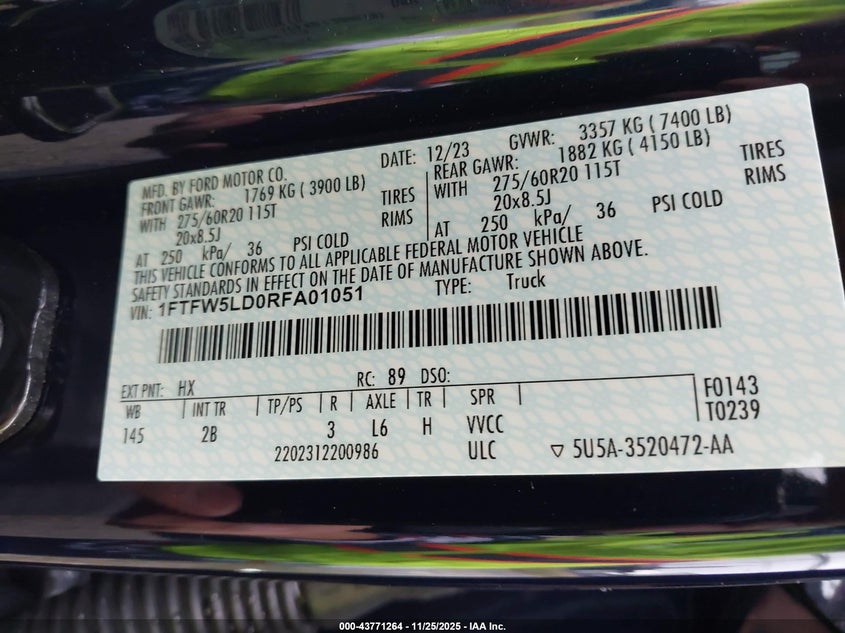 MFD. BY FORD MOTOR CO. DATE: 12/23 GVWR: 3357 KG ( 7400 LB)
FRONT GAWR: 1769 KG ( 3900 LB) REAR GAWR: 1882 KG ( 4150 LB)
WITH 275/60R20 115T TIRES WITH 275/60R20 115T TIRES
20x8.5J RIMS 20x8.5J RIMS
AT 250 kPa/ 36 PSI COLD AT 250 kPa/ 36 PSI COLD
THIS VEHICLE CONFORMS TO ALL APPLICABLE FEDERAL MOTOR VEHICLE
SAFETY STANDARDS IN EFFECT ON THE DATE OF MANUFACTURE SHOWN ABOVE.
VIN: 1FTFW5LD0RFA01051 TYPE: Truck
EXT PNT: HX RC: 89 DSO:
WB INT TR TP/PS R AXLE TR SPR F0143
145 2B 3 L6 H VVCC T0239
2202312200986 ULC ▽ 5U5A-3520472-AA
000-43771264 - 11/25/2025 - IAA Inc.